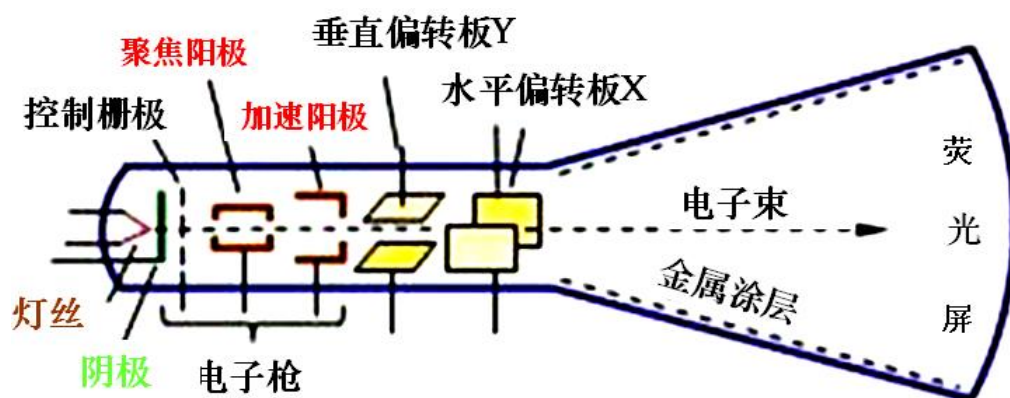 垂直偏转板Y
聚焦阳极
水平偏转板X
控制栅极
加速阳极
荧
光
屏
电子束
金属涂层
灯丝
阴极
电子枪